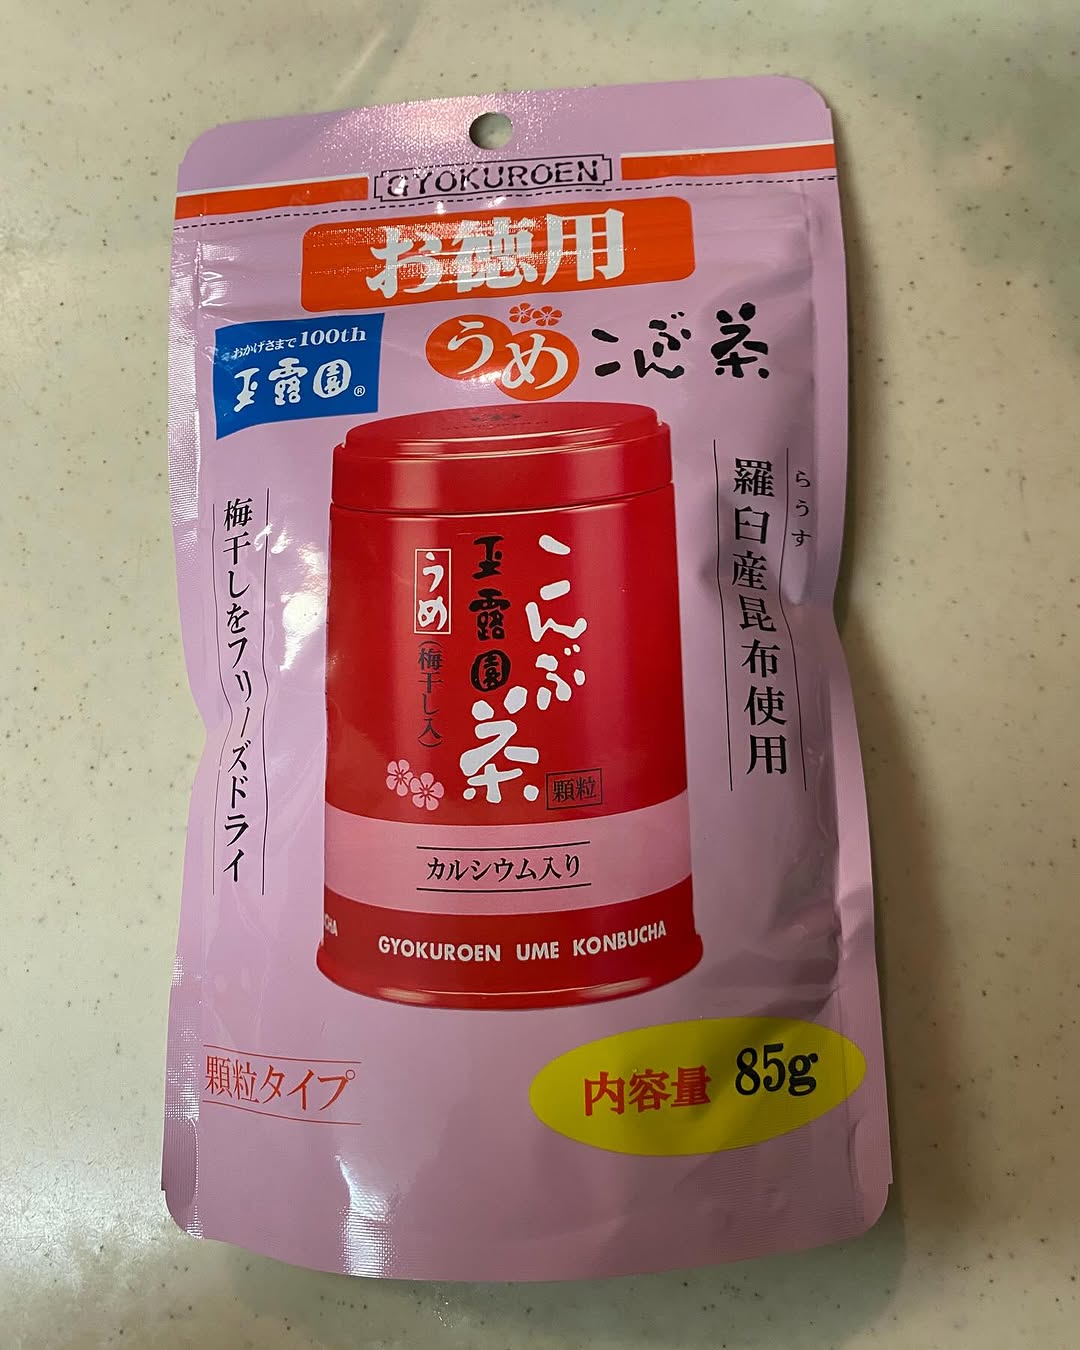 GYOKUROEN
お徳用
おかげさまで100th
玉露園®
うめこんぶ茶
らうす
羅臼産昆布使用
梅干しをフリーズドライ
こんぶ茶
顆粒
玉露園
うめ
(梅干し入)
カルシウム入り
CHA
GYOKUROEN UME KONBUCHA
顆粒タイプ
内容量 85g